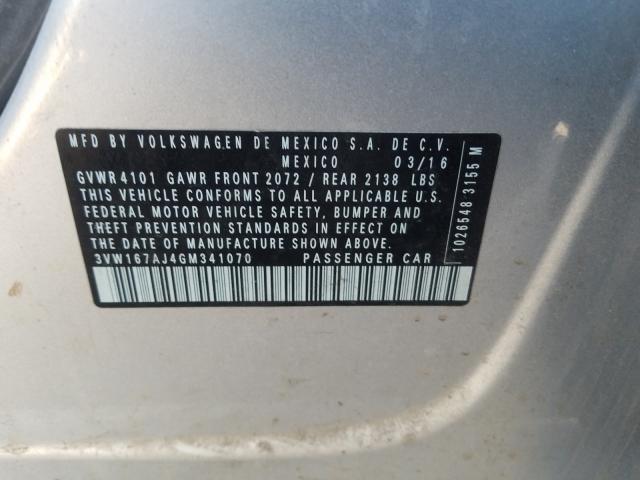 MFD BY VOLKSWAGEN DE MEXICO S.A. DE C.V.
MEXICO 03/16
GVWR 4101 GAWR FRONT 2072 / REAR 2138 LBS
THIS VEHICLE CONFORMS TO ALL APPLICABLE U.S.
FEDERAL MOTOR VEHICLE SAFETY, BUMPER AND
THEFT PREVENTION STANDARDS IN EFFECT ON
THE DATE OF MANUFACTURE SHOWN ABOVE.
3VW167AJ4GM341070 PASSENGER CAR
1026548 3155 M